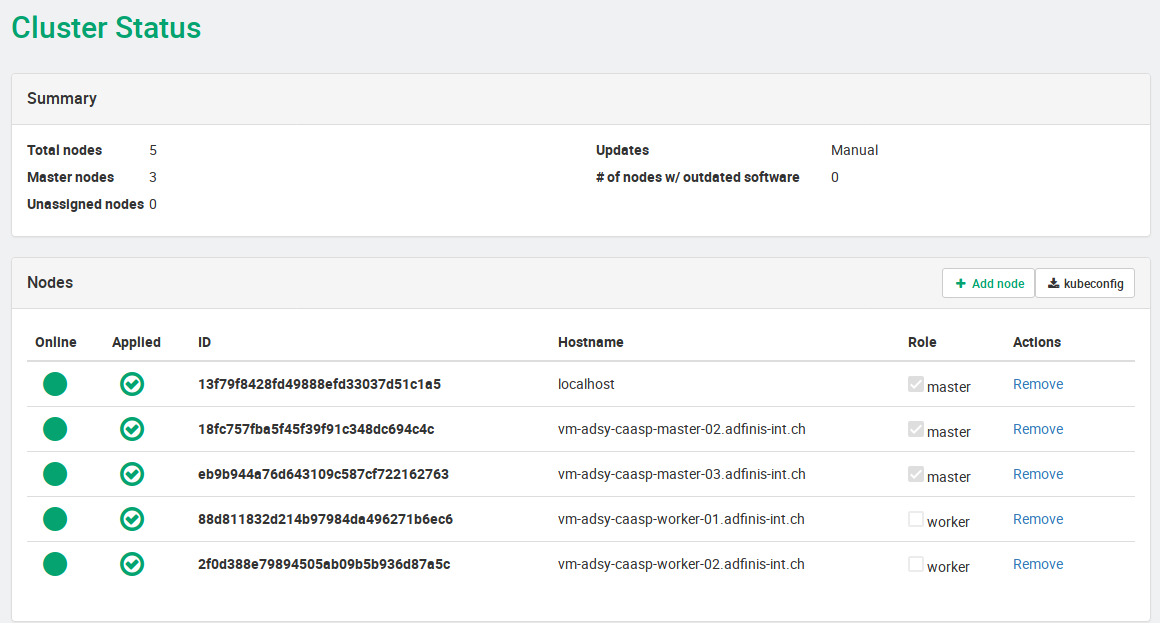 Cluster Status
Summary
Total nodes 5 Updates Manual
Master nodes 3 # of nodes w/ outdated software 0
Unassigned nodes 0
Nodes Add node kubeconfig
Online Applied ID Hostname Role Actions
13f79f8428fd49888efd33037d51c1a5 localhost master Remove
18fc757fba5f45f39f91c348dc694c4c vm-adsy-caasp-master-02.adfinis-int.ch master Remove
eb9b944a76d643109c587cf722162763 vm-adsy-caasp-master-03.adfinis-int.ch master Remove
88d811832d214b97984da496271b6ec6 vm-adsy-caasp-worker-01.adfinis-int.ch worker Remove
2f0d388e79894505ab09b5b936d87a5c vm-adsy-caasp-worker-02.adfinis-int.ch worker Remove